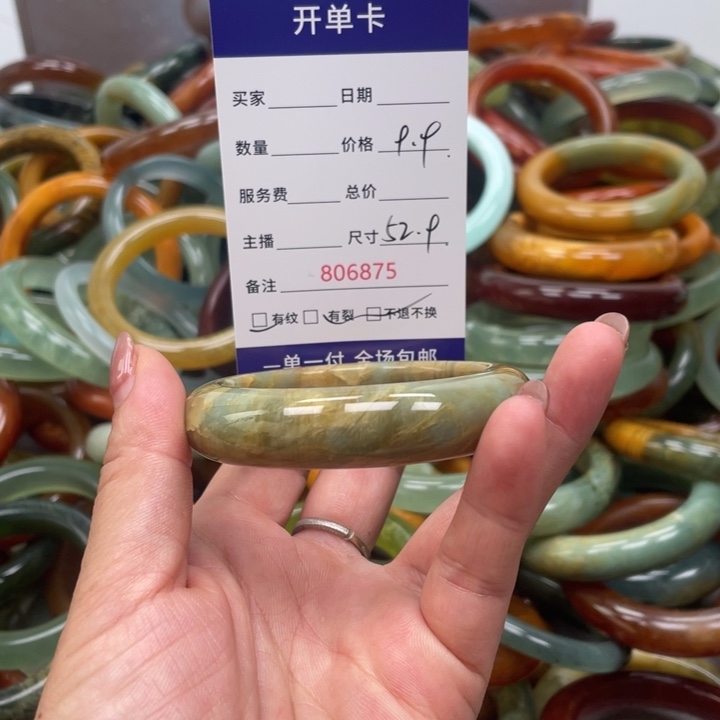 开单卡
买家 日期
数量 价格 9.9.
服务费 总价
主播 尺寸 52.9.
备注 806875
□有纹 □有裂 □不退不换
一单一付 全场包邮